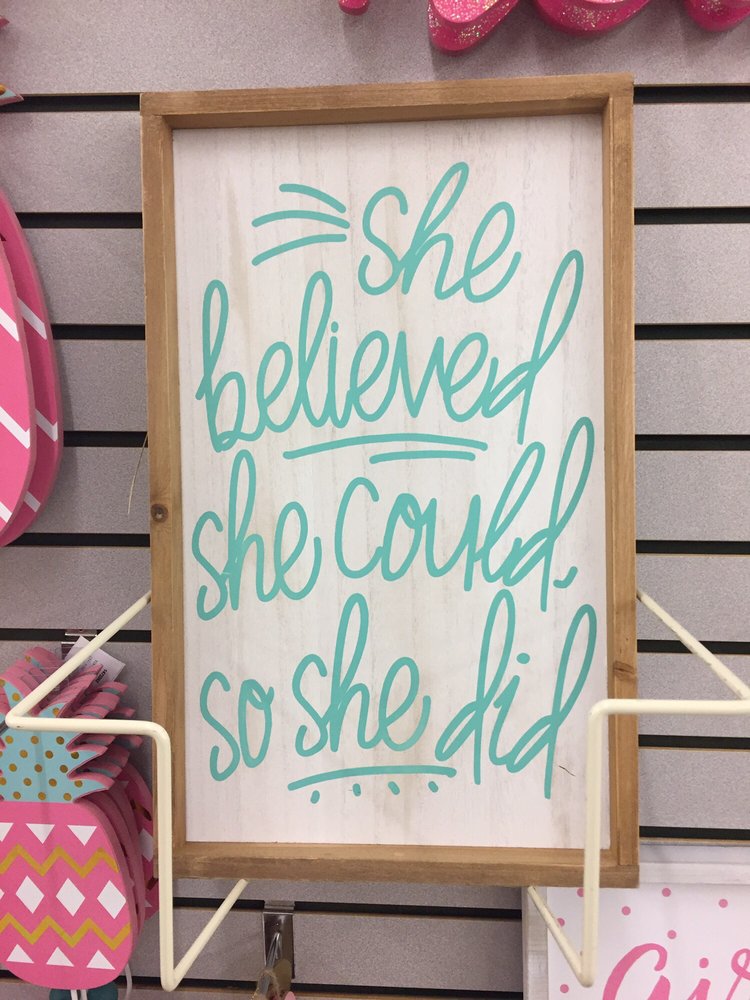 she
believed
she could,
so she did